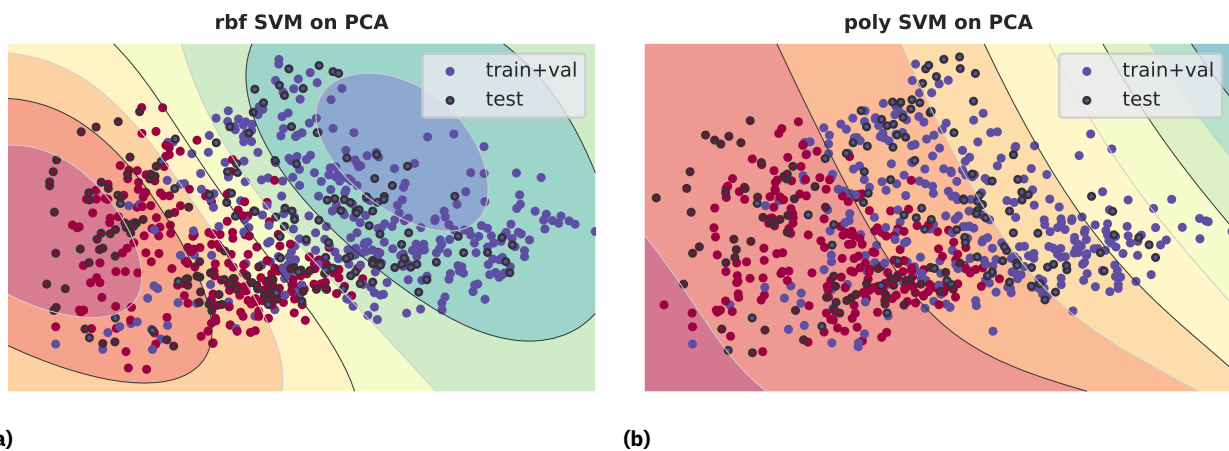 rbf SVM on PCA
train+val
test
a)
poly SVM on PCA
train+val
test
(b)